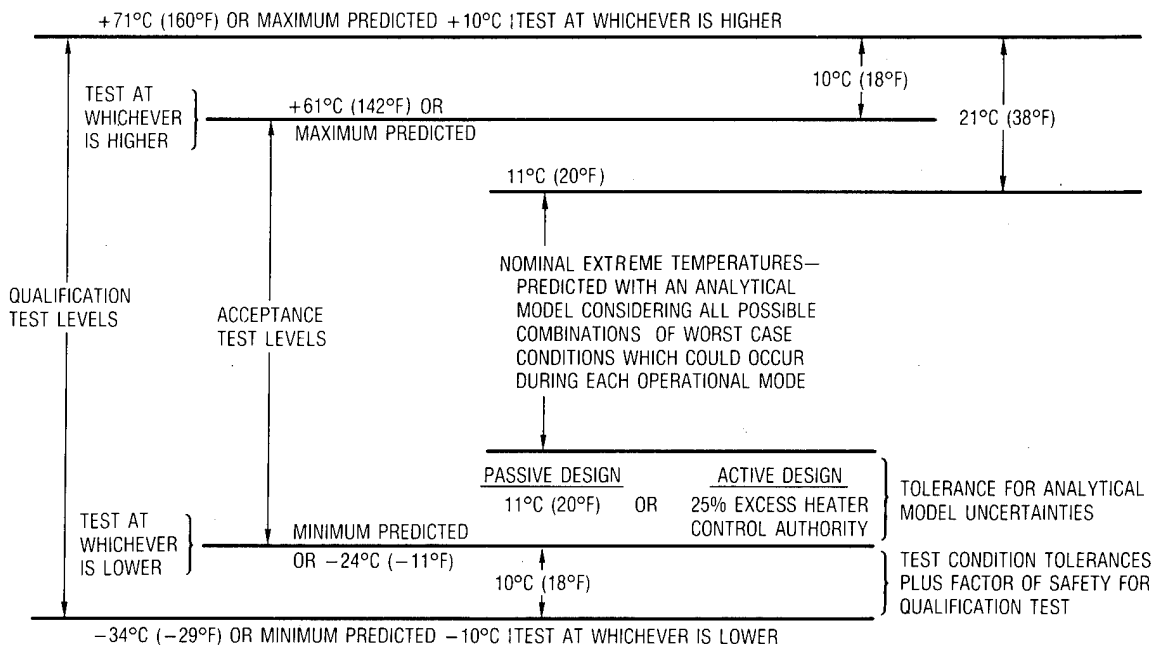 +71°C (160°F) OR MAXIMUM PREDICTED +10°C (TEST AT WHICHEVER IS HIGHER
10°C (18°F)
21°C (38°F)
TEST AT
WHICHEVER
IS HIGHER
+61°C (142°F) OR
MAXIMUM PREDICTED
11°C (20°F)
NOMINAL EXTREME TEMPERATURES—
PREDICTED WITH AN ANALYTICAL
MODEL CONSIDERING ALL POSSIBLE
COMBINATIONS OF WORST CASE
CONDITIONS WHICH COULD OCCUR
DURING EACH OPERATIONAL MODE
QUALIFICATION
TEST LEVELS
ACCEPTANCE
TEST LEVELS
PASSIVE DESIGN
11°C (20°F)
OR
ACTIVE DESIGN
25% EXCESS HEATER
CONTROL AUTHORITY
TOLERANCE FOR ANALYTICAL
MODEL UNCERTAINTIES
TEST AT
WHICHEVER
IS LOWER
MINIMUM PREDICTED
OR −24°C (−11°F)
10°C (18°F)
TEST CONDITION TOLERANCES
PLUS FACTOR OF SAFETY FOR
QUALIFICATION TEST
−34°C (−29°F) OR MINIMUM PREDICTED −10°C (TEST AT WHICHEVER IS LOWER